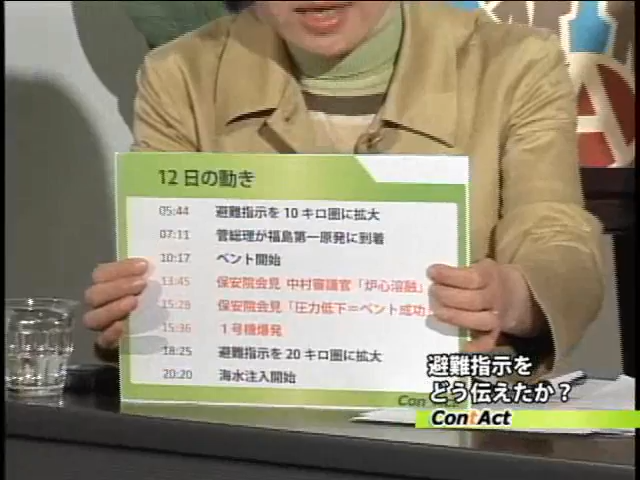 12日の動き
05:44 避難指示を10キロ圏に拡大
07:11 管総理が福島第一原発に到着
10:17 ベント開始
13:45 保安院会見 中村審議官「炉心溶融」
15:28 保安院会見「圧力低下=ベント成功
15:36 1号機爆発
18:25 避難指示を20キロ圏に拡大
20:20 海水注入開始
Con
避難指示を
どう伝えたか?
ContAct